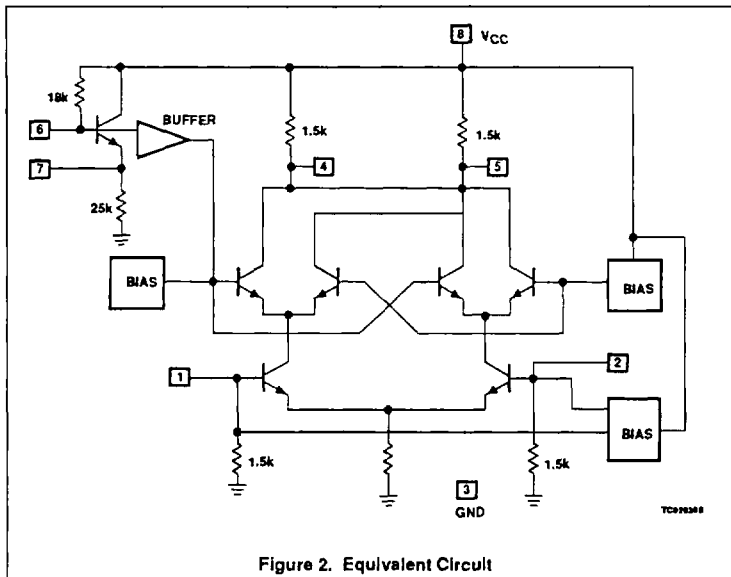 8 VCC
18k
BUFFER
6
1.5k
1.5k
7
4
5
25k
BIAS
BIAS
1
2
BIAS
1.5k
1.5k
3
GND
Figure 2. Equivalent Circuit